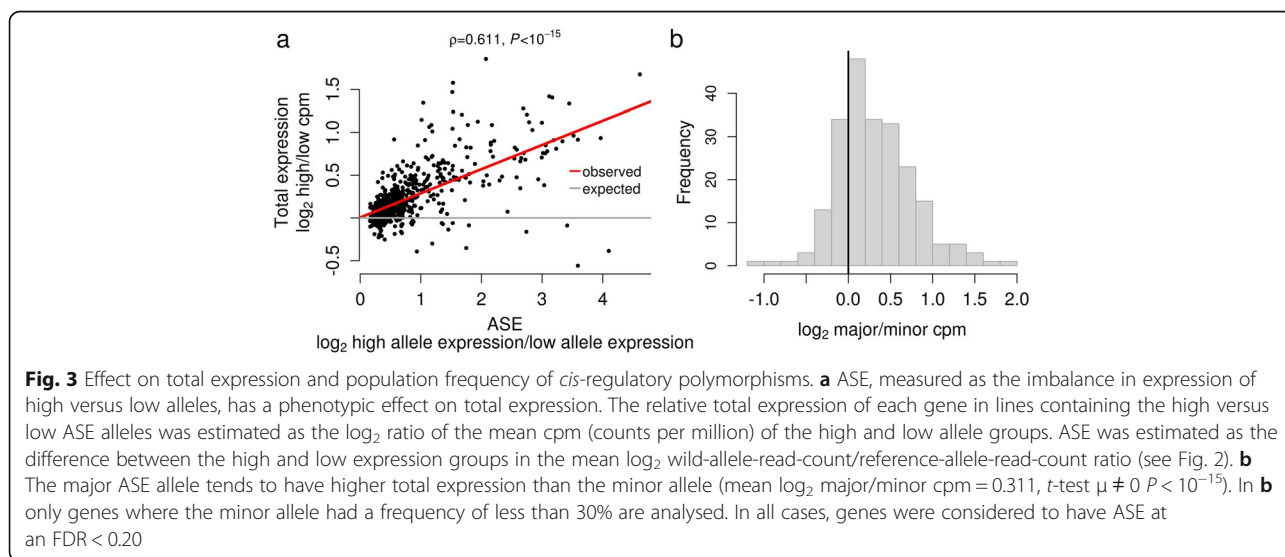 a
ρ=0.611, P<10⁻¹⁵
Total expression
log₂ high/low cpm
-0.5
0.5
1.0
1.5
observed
expected
0 1 2 3 4
ASE
log₂ high allele expression/low allele expression
b
Frequency
0 10 20 30 40
-1.0 0.0 0.5 1.0 2.0
log₂ major/minor cpm
Fig. 3 Effect on total expression and population frequency of cis-regulatory polymorphisms. a ASE, measured as the imbalance in expression of
high versus low alleles, has a phenotypic effect on total expression. The relative total expression of each gene in lines containing the high versus
low ASE alleles was estimated as the log₂ ratio of the mean cpm (counts per million) of the high and low allele groups. ASE was estimated as the
difference between the high and low expression groups in the mean log₂ wild-allele-read-count/reference-allele-read-count ratio (see Fig. 2). b
The major ASE allele tends to have higher total expression than the minor allele (mean log₂ major/minor cpm = 0.311, t-test μ ≠ 0 P < 10⁻¹⁵). In b
only genes where the minor allele had a frequency of less than 30% are analysed. In all cases, genes were considered to have ASE at
an FDR < 0.20